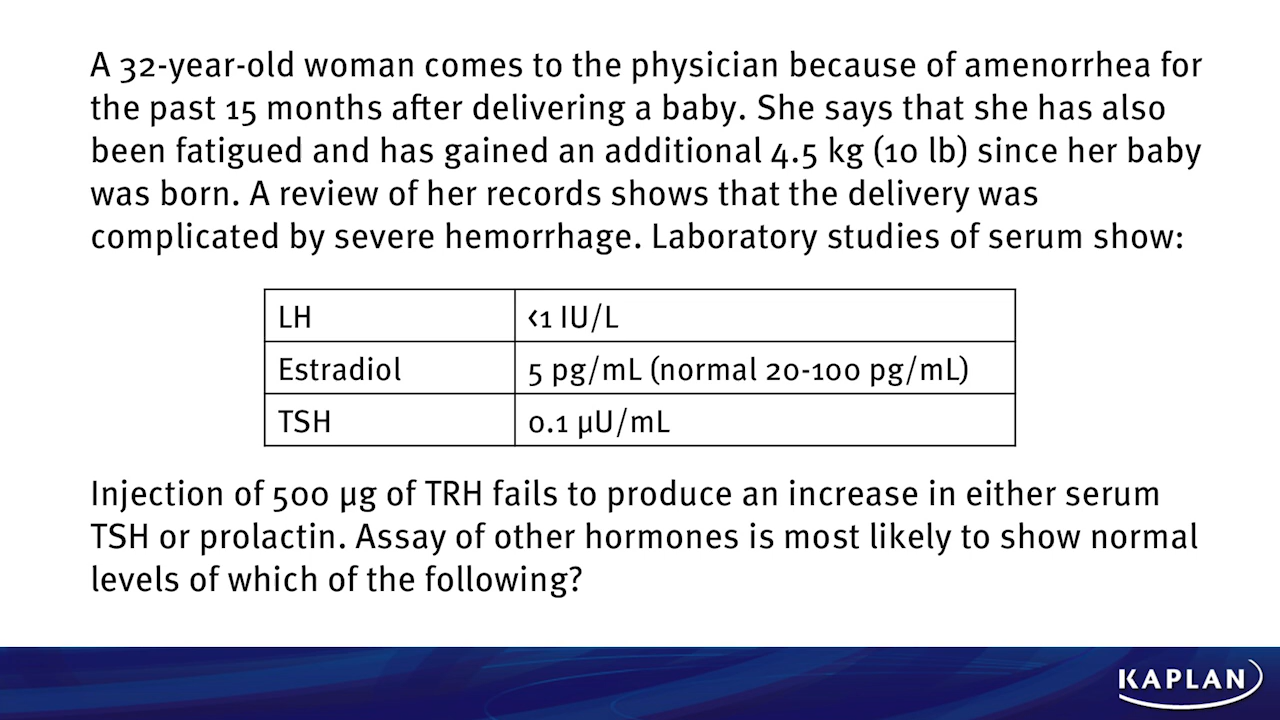 A 32-year-old woman comes to the physician because of amenorrhea for
the past 15 months after delivering a baby. She says that she has also
been fatigued and has gained an additional 4.5 kg (10 lb) since her baby
was born. A review of her records shows that the delivery was
complicated by severe hemorrhage. Laboratory studies of serum show:
LH <1 IU/L
Estradiol 5 pg/mL (normal 20-100 pg/mL)
TSH 0.1 µU/mL
Injection of 500 µg of TRH fails to produce an increase in either serum
TSH or prolactin. Assay of other hormones is most likely to show normal
levels of which of the following?
KAPLAN